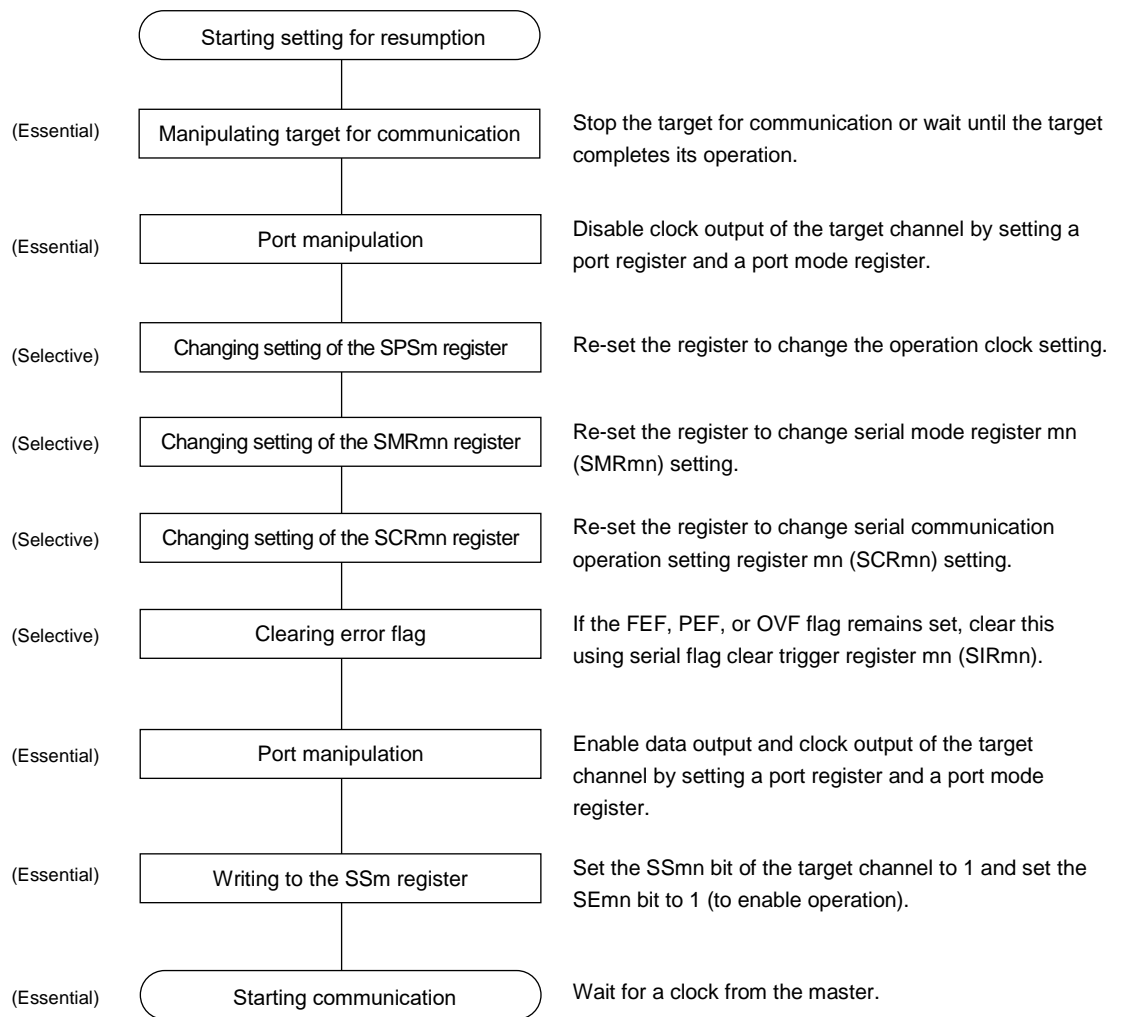 Starting setting for resumption
(Essential)
Manipulating target for communication
Stop the target for communication or wait until the target
completes its operation.
(Essential)
Port manipulation
Disable clock output of the target channel by setting a
port register and a port mode register.
(Selective)
Changing setting of the SPSm register
Re-set the register to change the operation clock setting.
(Selective)
Changing setting of the SMRmn register
Re-set the register to change serial mode register mn
(SMRmn) setting.
(Selective)
Changing setting of the SCRmn register
Re-set the register to change serial communication
operation setting register mn (SCRmn) setting.
(Selective)
Clearing error flag
If the FEF, PEF, or OVF flag remains set, clear this
using serial flag clear trigger register mn (SIRmn).
(Essential)
Port manipulation
Enable data output and clock output of the target
channel by setting a port register and a port mode
register.
(Essential)
Writing to the SSm register
Set the SSmn bit of the target channel to 1 and set the
SEmn bit to 1 (to enable operation).
(Essential)
Starting communication
Wait for a clock from the master.